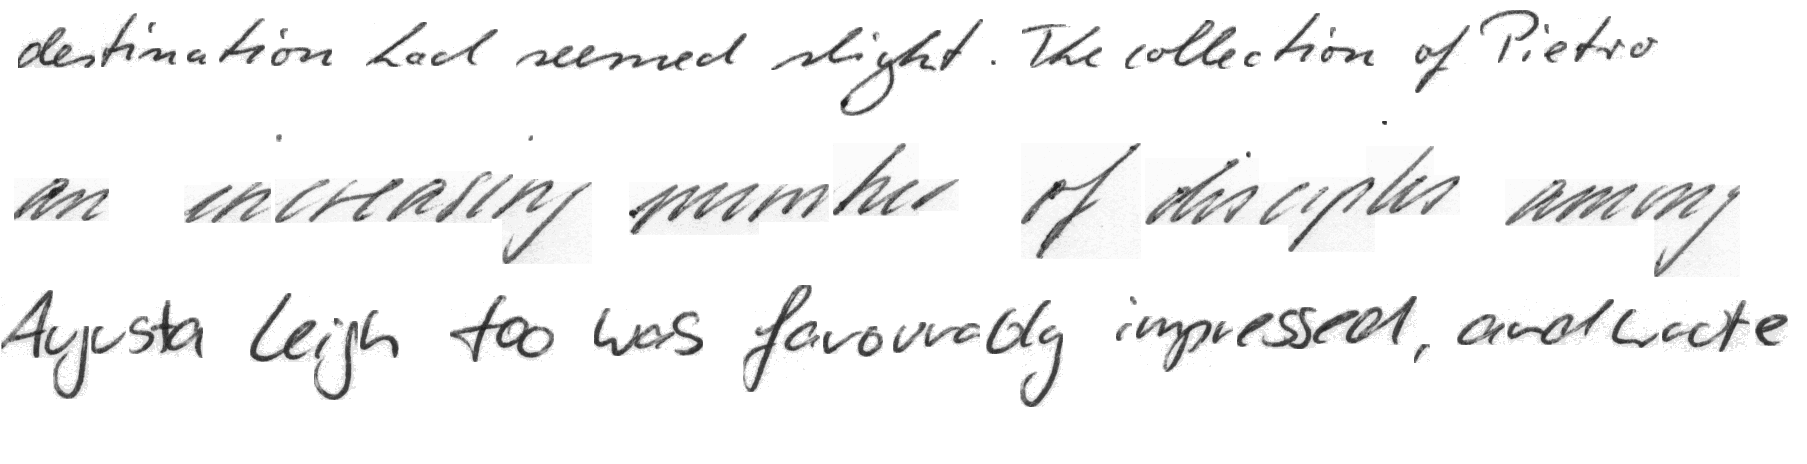 destination had seemed slight. The collection of Pietro
an increasing number of disciples among
Augusta Leigh too was favourably impressed, and wrote